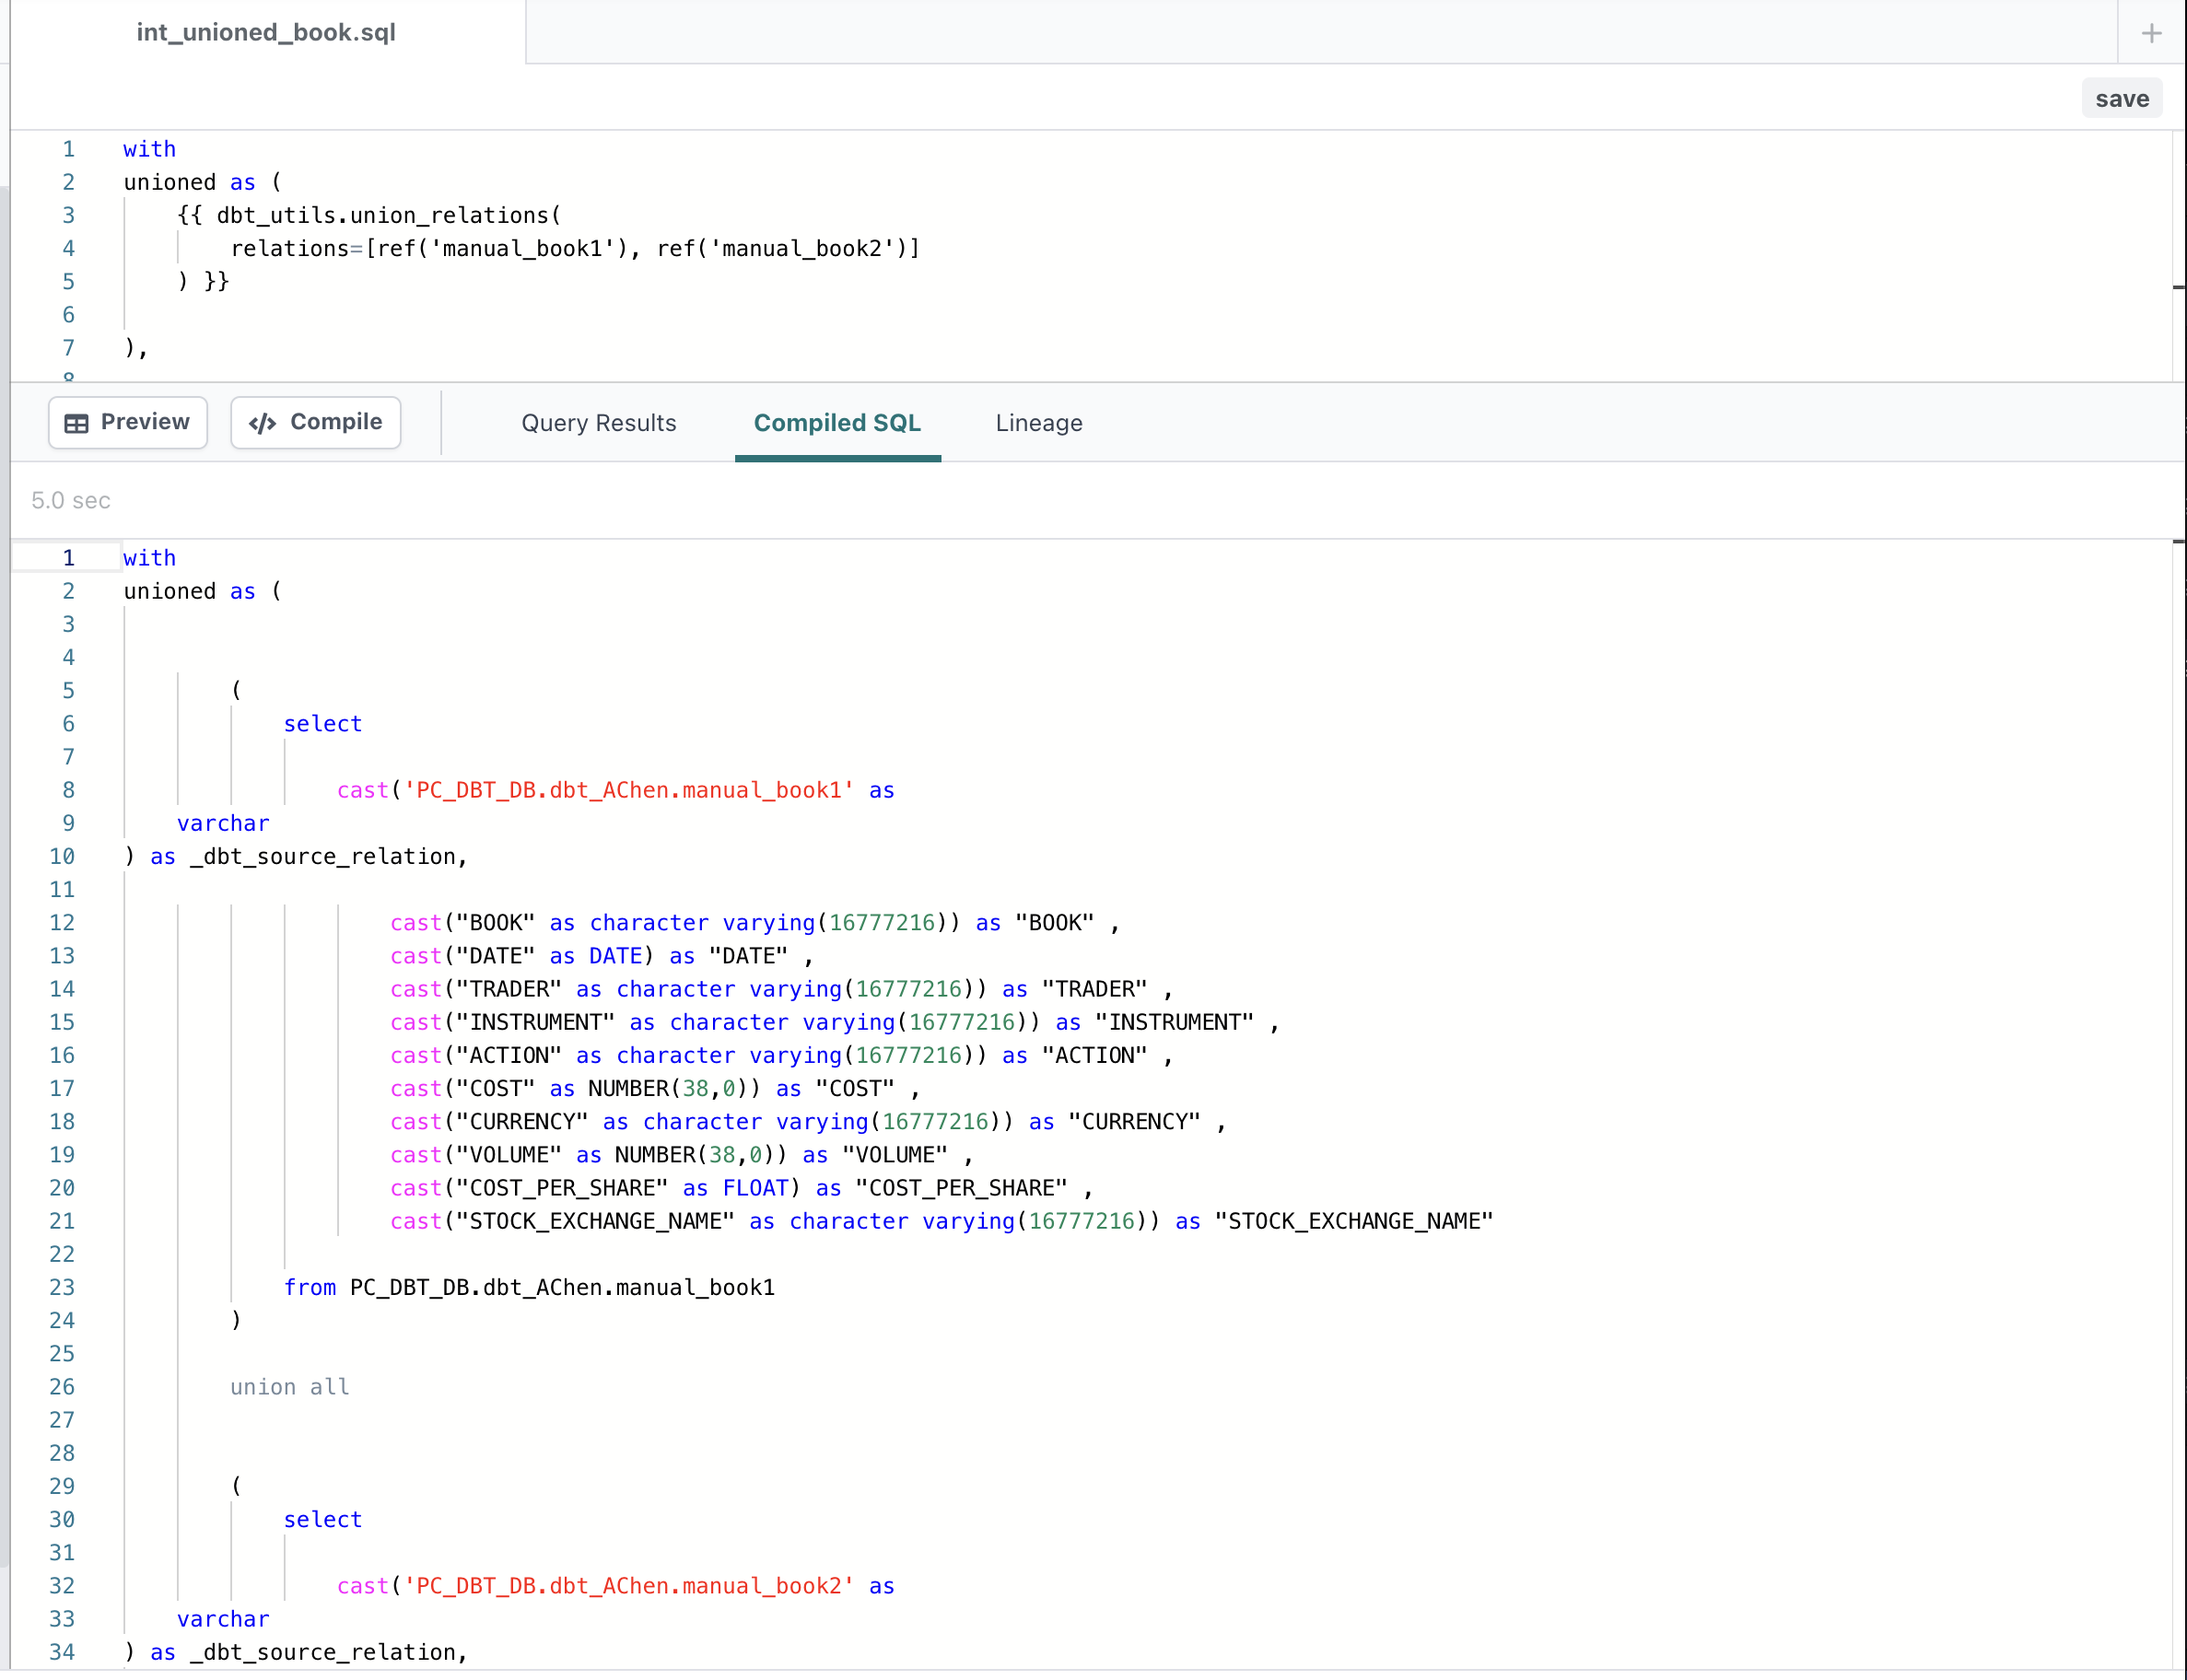 int_unioned_book.sql
+
save
1 with
2 unioned as (
3     {{ dbt_utils.union_relations(
4         relations=[ref('manual_book1'), ref('manual_book2')]
5     ) }}
6
7 ),
8
Preview
</> Compile
Query Results
Compiled SQL
Lineage
5.0 sec
1 with
2 unioned as (
3
4
5         (
6             select
7
8                 cast('PC_DBT_DB.dbt_AChen.manual_book1' as
9     varchar
10 ) as _dbt_source_relation,
11
12                     cast("BOOK" as character varying(16777216)) as "BOOK" ,
13                     cast("DATE" as DATE) as "DATE" ,
14                     cast("TRADER" as character varying(16777216)) as "TRADER" ,
15                     cast("INSTRUMENT" as character varying(16777216)) as "INSTRUMENT" ,
16                     cast("ACTION" as character varying(16777216)) as "ACTION" ,
17                     cast("COST" as NUMBER(38,0)) as "COST" ,
18                     cast("CURRENCY" as character varying(16777216)) as "CURRENCY" ,
19                     cast("VOLUME" as NUMBER(38,0)) as "VOLUME" ,
20                     cast("COST_PER_SHARE" as FLOAT) as "COST_PER_SHARE" ,
21                     cast("STOCK_EXCHANGE_NAME" as character varying(16777216)) as "STOCK_EXCHANGE_NAME"
22
23             from PC_DBT_DB.dbt_AChen.manual_book1
24         )
25
26         union all
27
28
29         (
30             select
31
32                 cast('PC_DBT_DB.dbt_AChen.manual_book2' as
33     varchar
34 ) as _dbt_source_relation,